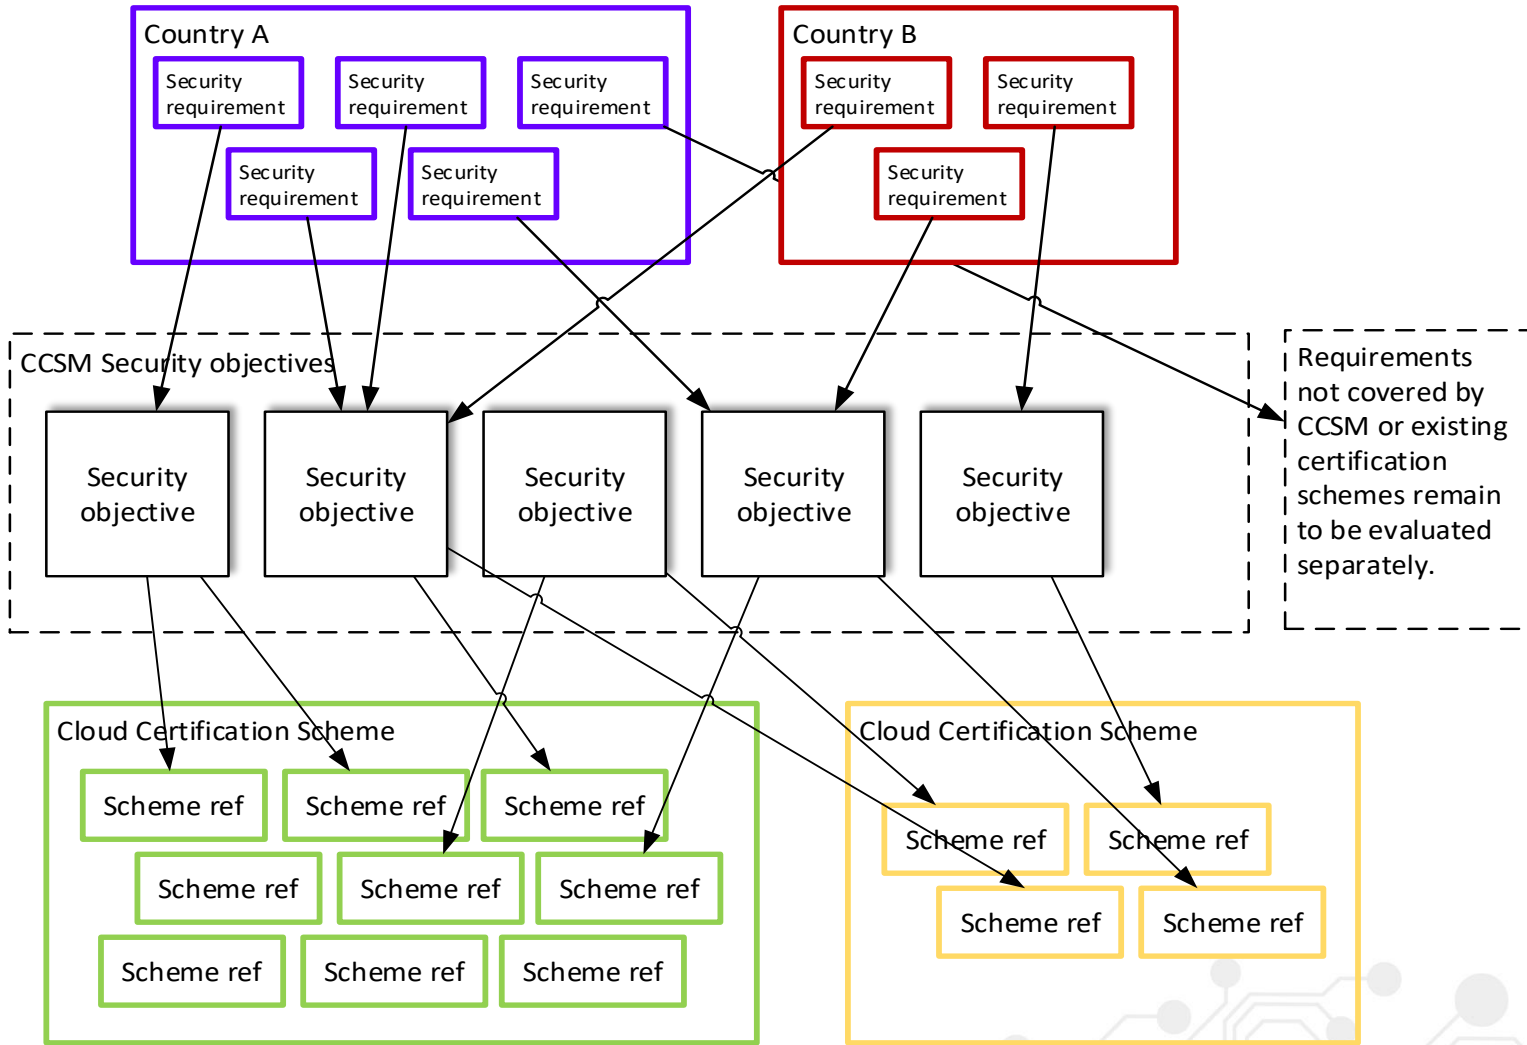 Country A
Security
requirement
Security
requirement
Security
requirement
Security
requirement
Security
requirement
Country B
Security
requirement
Security
requirement
Security
requirement
CCSM Security objectives
Security
objective
Security
objective
Security
objective
Security
objective
Security
objective
Requirements
not covered by
CCSM or existing
certification
schemes remain
to be evaluated
separately.
Cloud Certification Scheme
Scheme ref
Scheme ref
Scheme ref
Scheme ref
Scheme ref
Scheme ref
Scheme ref
Scheme ref
Scheme ref
Cloud Certification Scheme
Scheme ref
Scheme ref
Scheme ref
Scheme ref